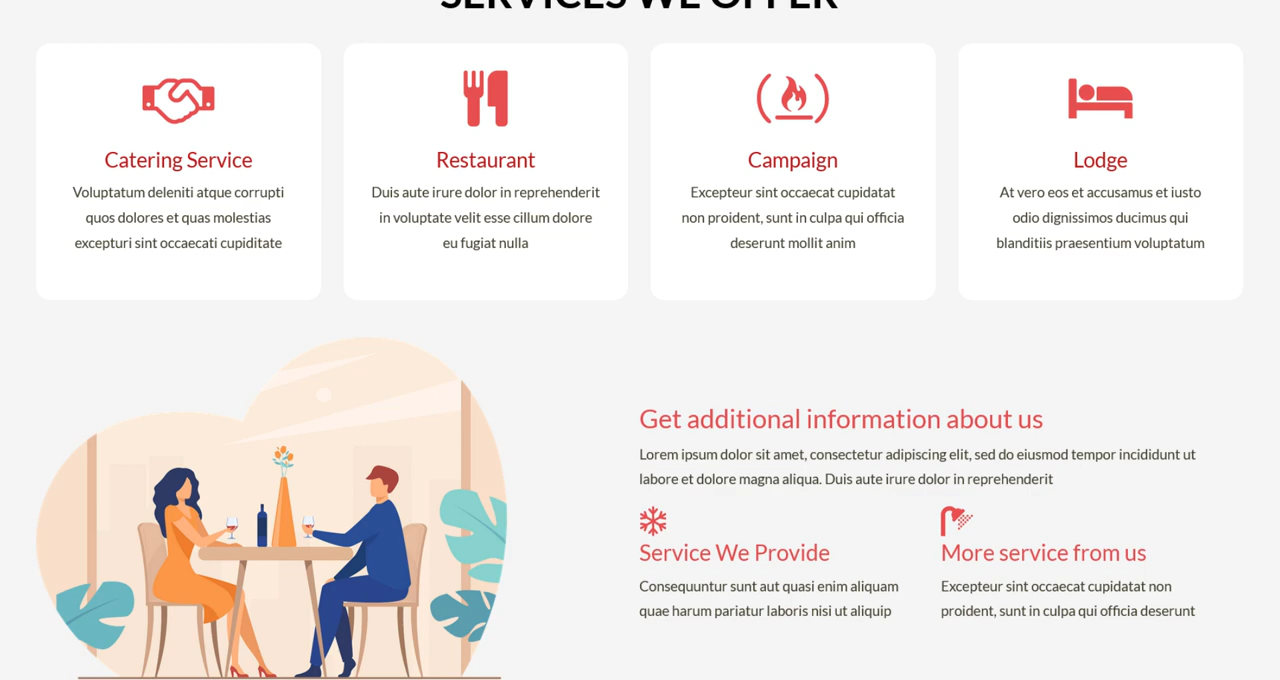 SERVICES WE OFFER
Catering Service
Voluptatum deleniti atque corrupti
quos dolores et quas molestias
excepturi sint occaecati cupiditate
Restaurant
Duis aute irure dolor in reprehenderit
in voluptate velit esse cillum dolore
eu fugiat nulla
Campaign
Excepteur sint occaecat cupidatat
non proident, sunt in culpa qui officia
deserunt mollit anim
Lodge
At vero eos et accusamus et iusto
odio dignissimos ducimus qui
blanditiis praesentium voluptatum
Get additional information about us
Lorem ipsum dolor sit amet, consectetur adipiscing elit, sed do eiusmod tempor incididunt ut
labore et dolore magna aliqua. Duis aute irure dolor in reprehenderit
Service We Provide
Consequuntur sunt aut quasi enim aliquam
quae harum pariatur laboris nisi ut aliquip
More service from us
Excepteur sint occaecat cupidatat non
proident, sunt in culpa qui officia deserunt